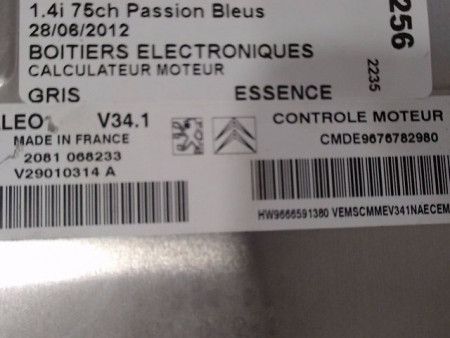 1.4i 75ch Passion Bleus
28/06/2012
BOITIERS ELECTRONIQUES
CALCULATEUR MOTEUR
GRIS ESSENCE
256
2235
LEO V34.1
MADE IN FRANCE
2081 068233
V29010314 A
CONTROLE MOTEUR
CMDE9676782980
HW9666591380 VEMSCMMEV341NAECEM